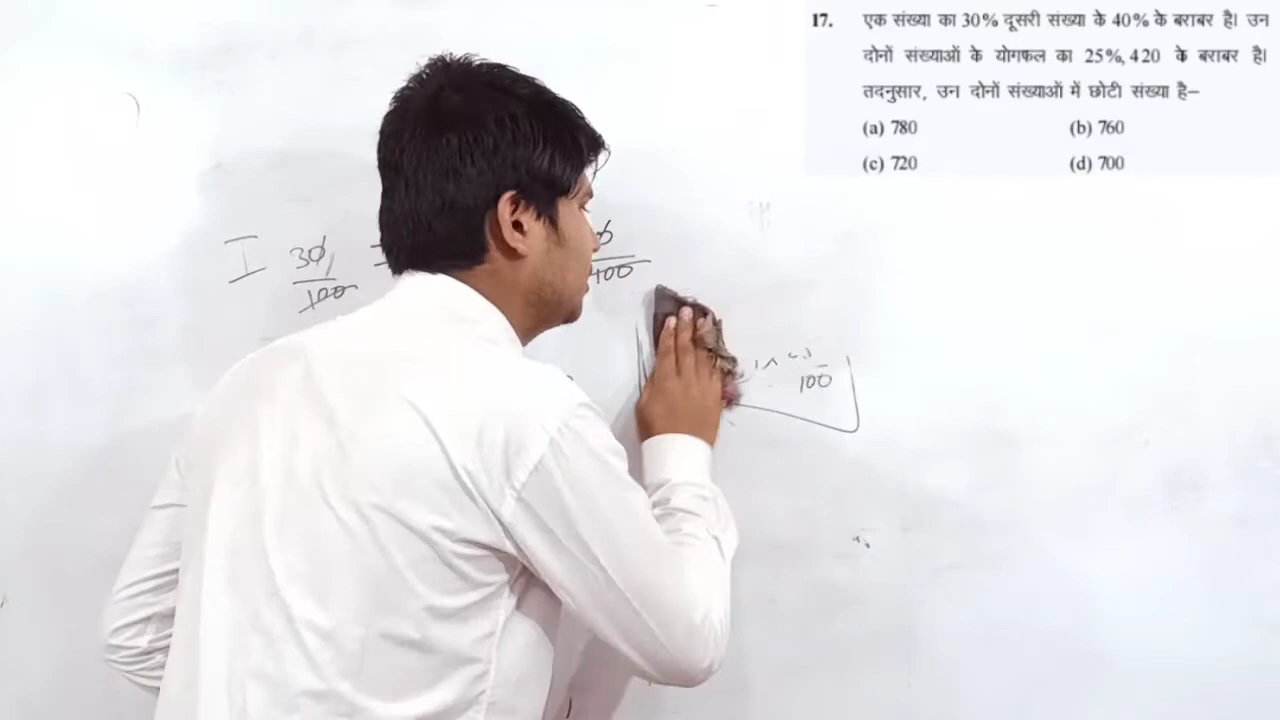 17. एक संख्या का 30% दूसरी संख्या के 40% के बराबर है। उन
दोनों संख्याओं के योगफल का 25%, 420 के बराबर है।
तदनुसार, उन दोनों संख्याओं में छोटी संख्या है–
(a) 780 (b) 760
(c) 720 (d) 700
I 30/100
100
100